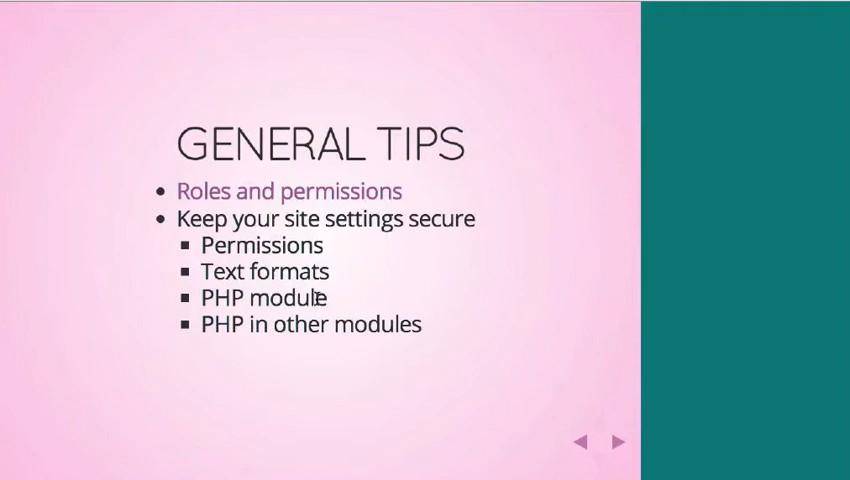 GENERAL TIPS
Roles and permissions
Keep your site settings secure
Permissions
Text formats
PHP module
PHP in other modules